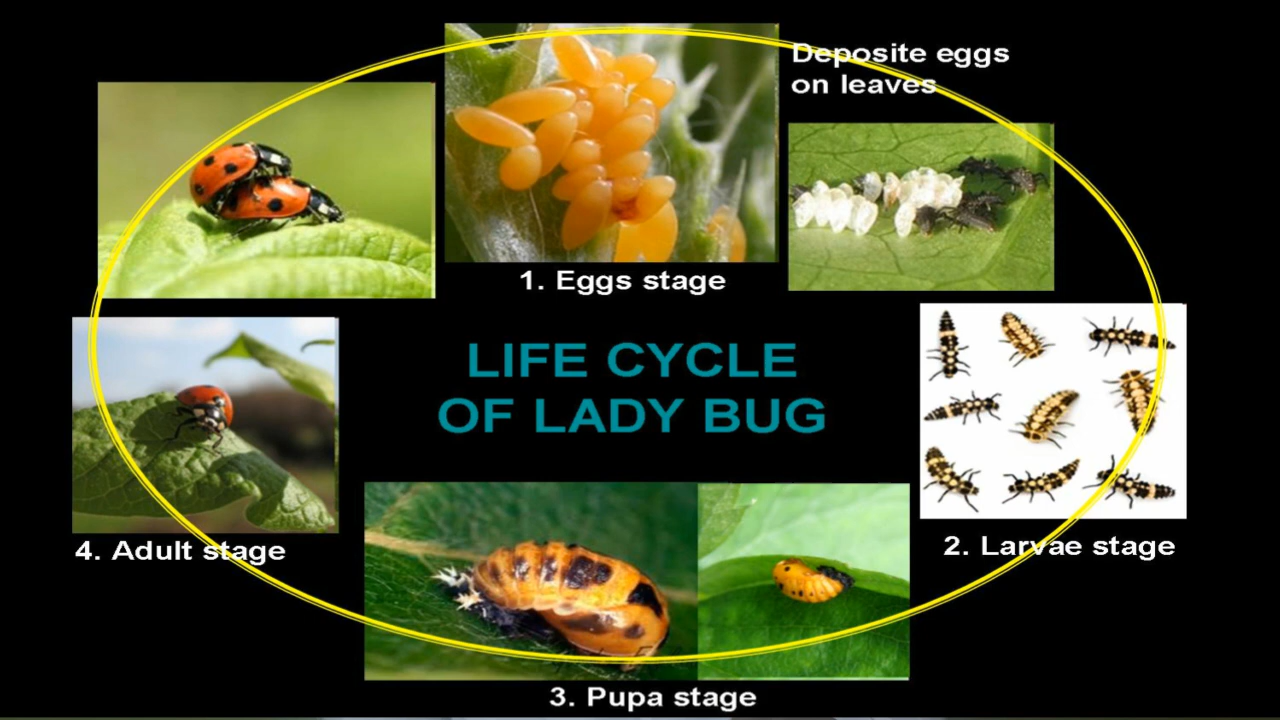 Deposite eggs
on leaves
1. Eggs stage
LIFE CYCLE
OF LADY BUG
2. Larvae stage
3. Pupa stage
4. Adult stage